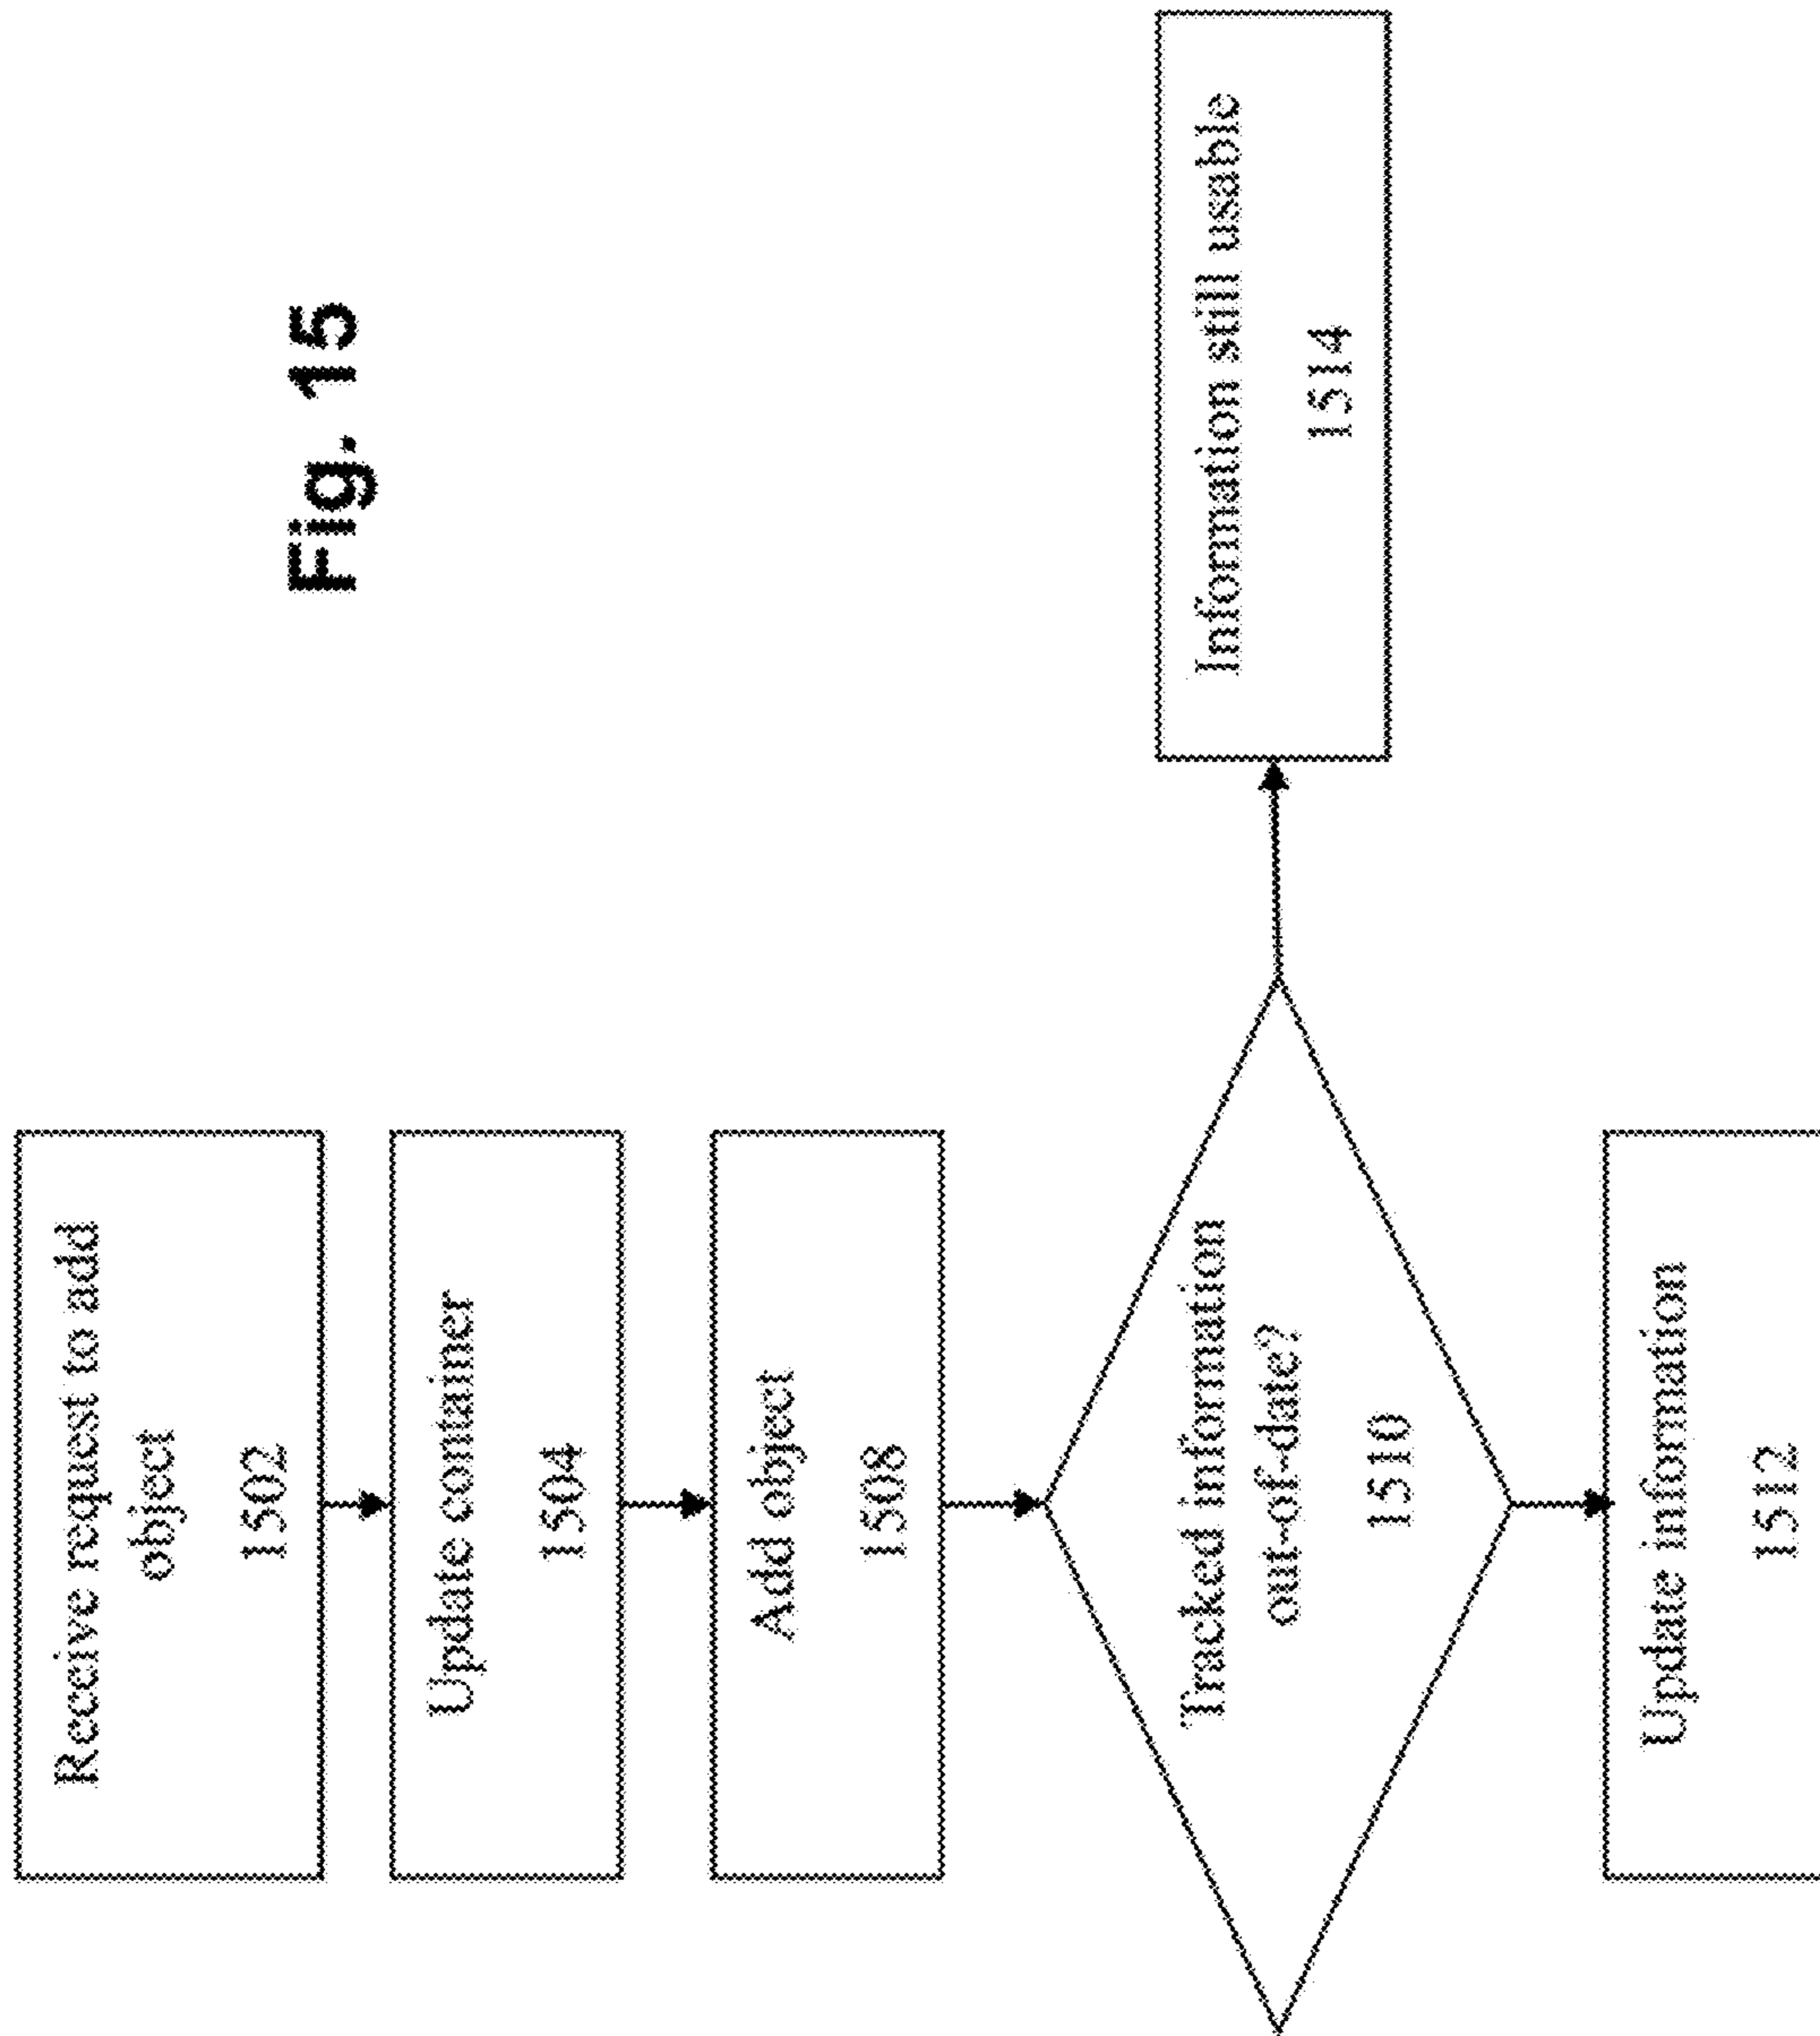 Receive request to add
object
1502
Update container
1504
Add object
1508
Tracked information
out-of-date?
1510
Update information
1512
Information still usable
1514
Fig. 15